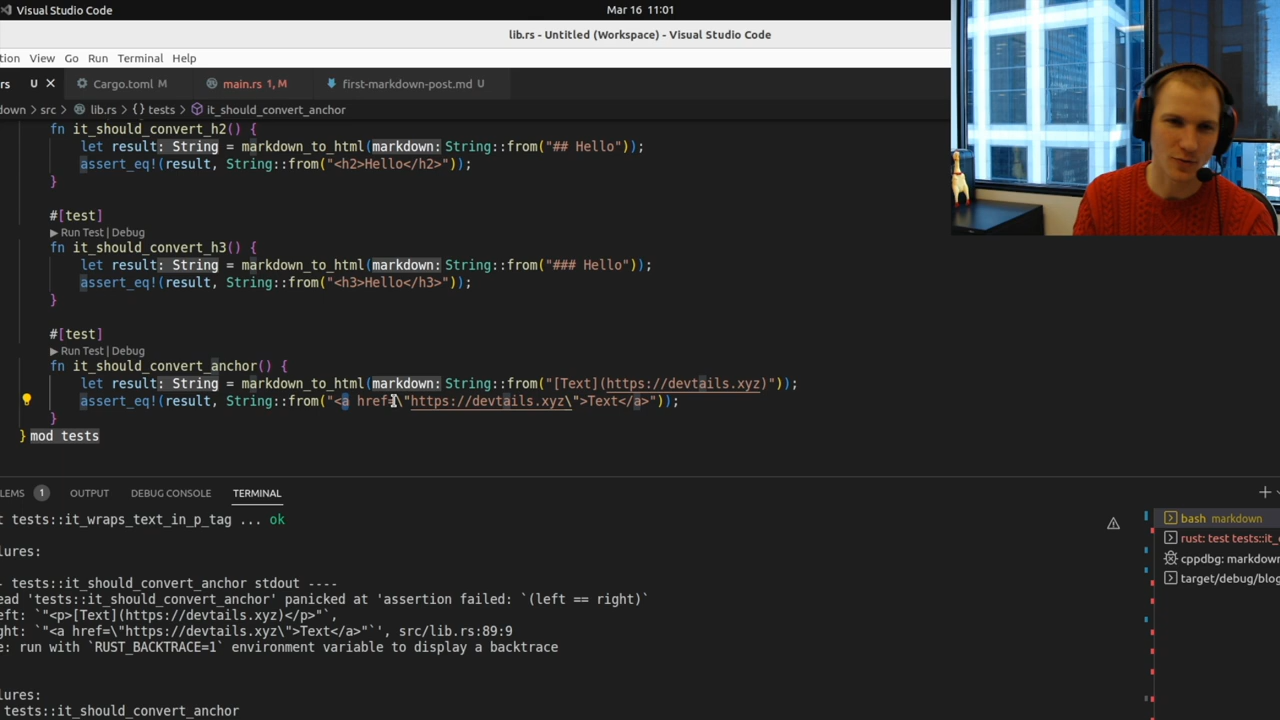 Visual Studio Code
Mar 16 11:01
lib.rs - Untitled (Workspace) - Visual Studio Code
tion View Go Run Terminal Help
rs U Cargo.toml M main.rs 1, M first-markdown-post.md U
down > src > lib.rs > {} tests > it_should_convert_anchor
fn it_should_convert_h2() {
let result: String = markdown_to_html(markdown: String::from("## Hello"));
assert_eq!(result, String::from("<h2>Hello</h2>"));
}
#[test]
▶ Run Test | Debug
fn it_should_convert_h3() {
let result: String = markdown_to_html(markdown: String::from("### Hello"));
assert_eq!(result, String::from("<h3>Hello</h3>"));
}
#[test]
▶ Run Test | Debug
fn it_should_convert_anchor() {
let result: String = markdown_to_html(markdown: String::from("[Text](https://devtails.xyz)"));
assert_eq!(result, String::from("<a href=\"https://devtails.xyz\">Text</a>"));
}
} mod tests
LEMS 1 OUTPUT DEBUG CONSOLE TERMINAL
t tests::it_wraps_text_in_p_tag ... ok
lures:
- tests::it_should_convert_anchor stdout ----
ead 'tests::it_should_convert_anchor' panicked at 'assertion failed: `(left == right)`
eft: `"<p>[Text](https://devtails.xyz)</p>"`,
ght: `"<a href=\"https://devtails.xyz\">Text</a>"`', src/lib.rs:89:9
e: run with `RUST_BACKTRACE=1` environment variable to display a backtrace
lures:
tests::it_should_convert_anchor
bash markdown
rust: test tests::it_
cppdbg: markdown
target/debug/blog